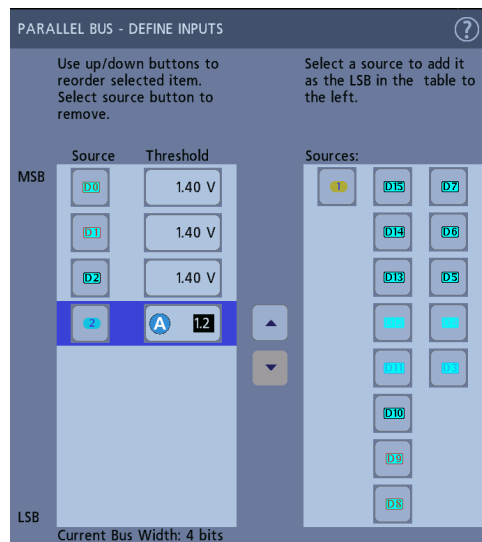 PARALLEL BUS - DEFINE INPUTS
?
Use up/down buttons to
reorder selected item.
Select source button to
remove.
Select a source to add it
as the LSB in the table to
the left.
Source Threshold
Sources:
MSB
D0 1.40 V
D1 1.40 V
D2 1.40 V
2 A 1.2
1 D15 D7
D14 D6
D13 D5
D11 D3
D10
D9
D8
LSB
Current Bus Width: 4 bits